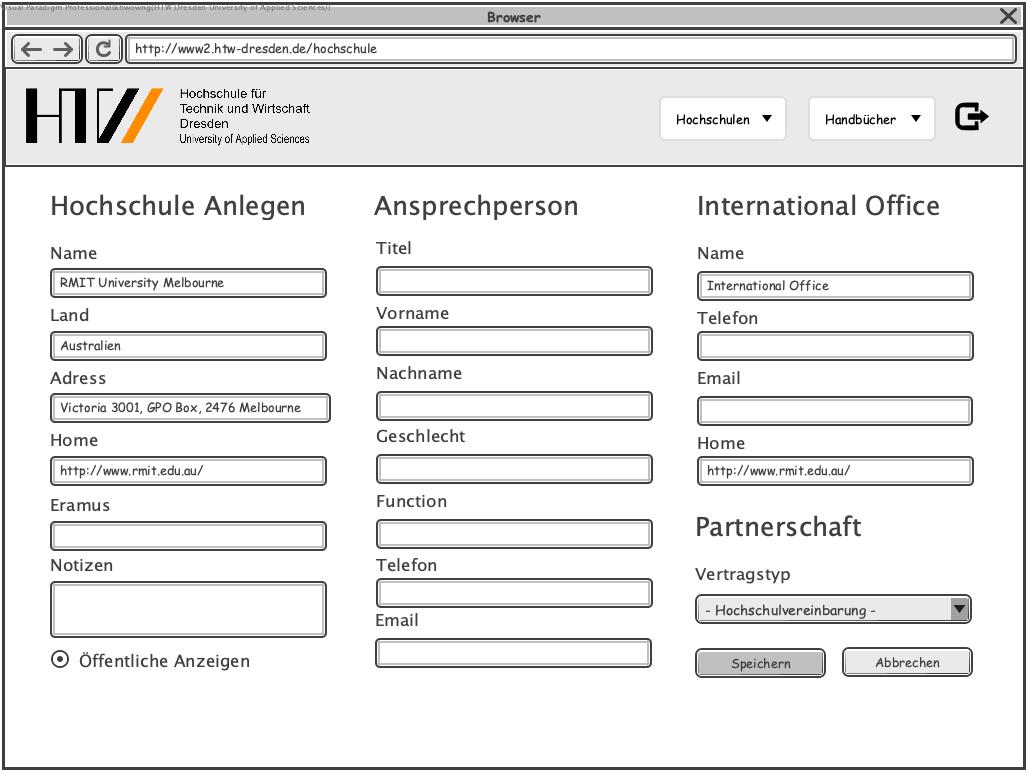 Visual Paradigm Professional(khwowng(HTW Dresden University of Applied Sciences))
Browser
http://www2.htw-dresden.de/hochschule
HTW
Hochschule für
Technik und Wirtschaft
Dresden
University of Applied Sciences
Hochschulen
Handbücher
Hochschule Anlegen
Name
RMIT University Melbourne
Land
Australien
Adress
Victoria 3001, GPO Box, 2476 Melbourne
Home
http://www.rmit.edu.au/
Eramus
Notizen
Öffentliche Anzeigen
Ansprechperson
Titel
Vorname
Nachname
Geschlecht
Function
Telefon
Email
International Office
Name
International Office
Telefon
Email
Home
http://www.rmit.edu.au/
Partnerschaft
Vertragstyp
- Hochschulvereinbarung -
Speichern
Abbrechen